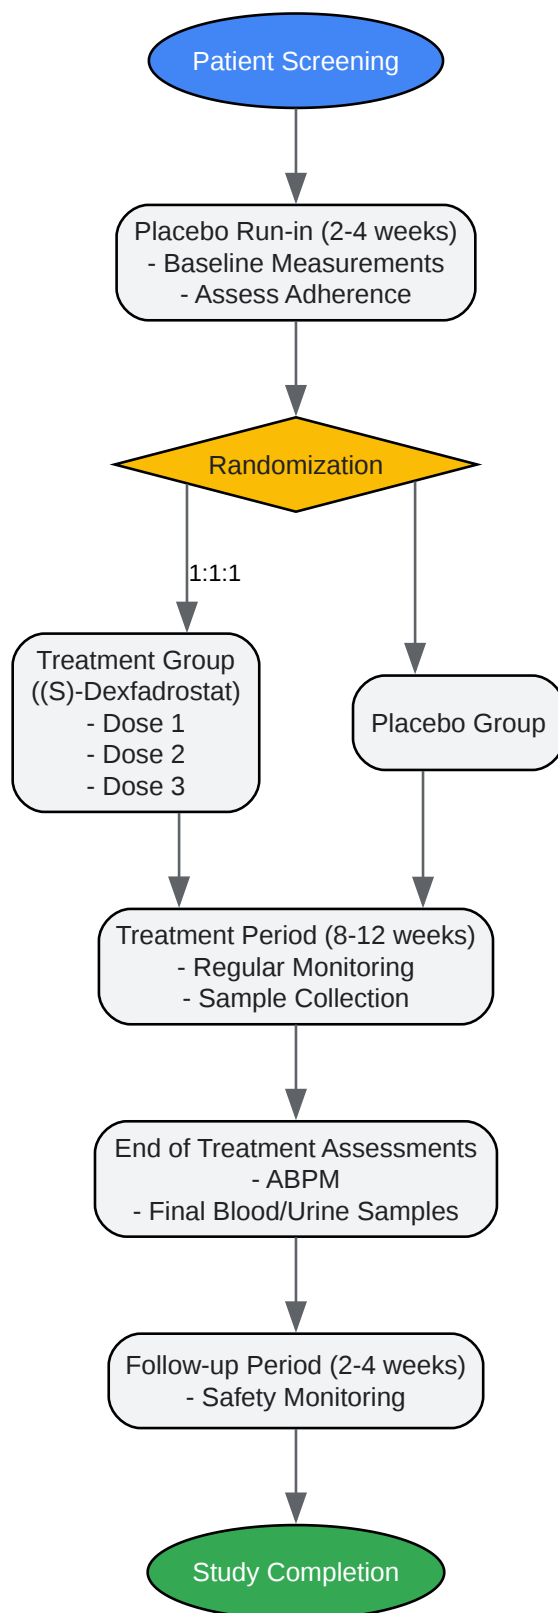 Patient Screening
Placebo Run-in (2-4 weeks)
- Baseline Measurements
- Assess Adherence
Randomization
1:1:1
Treatment Group
((S)-Dexfadrostat)
- Dose 1
- Dose 2
- Dose 3
Placebo Group
Treatment Period (8-12 weeks)
- Regular Monitoring
- Sample Collection
End of Treatment Assessments
- ABPM
- Final Blood/Urine Samples
Follow-up Period (2-4 weeks)
- Safety Monitoring
Study Completion